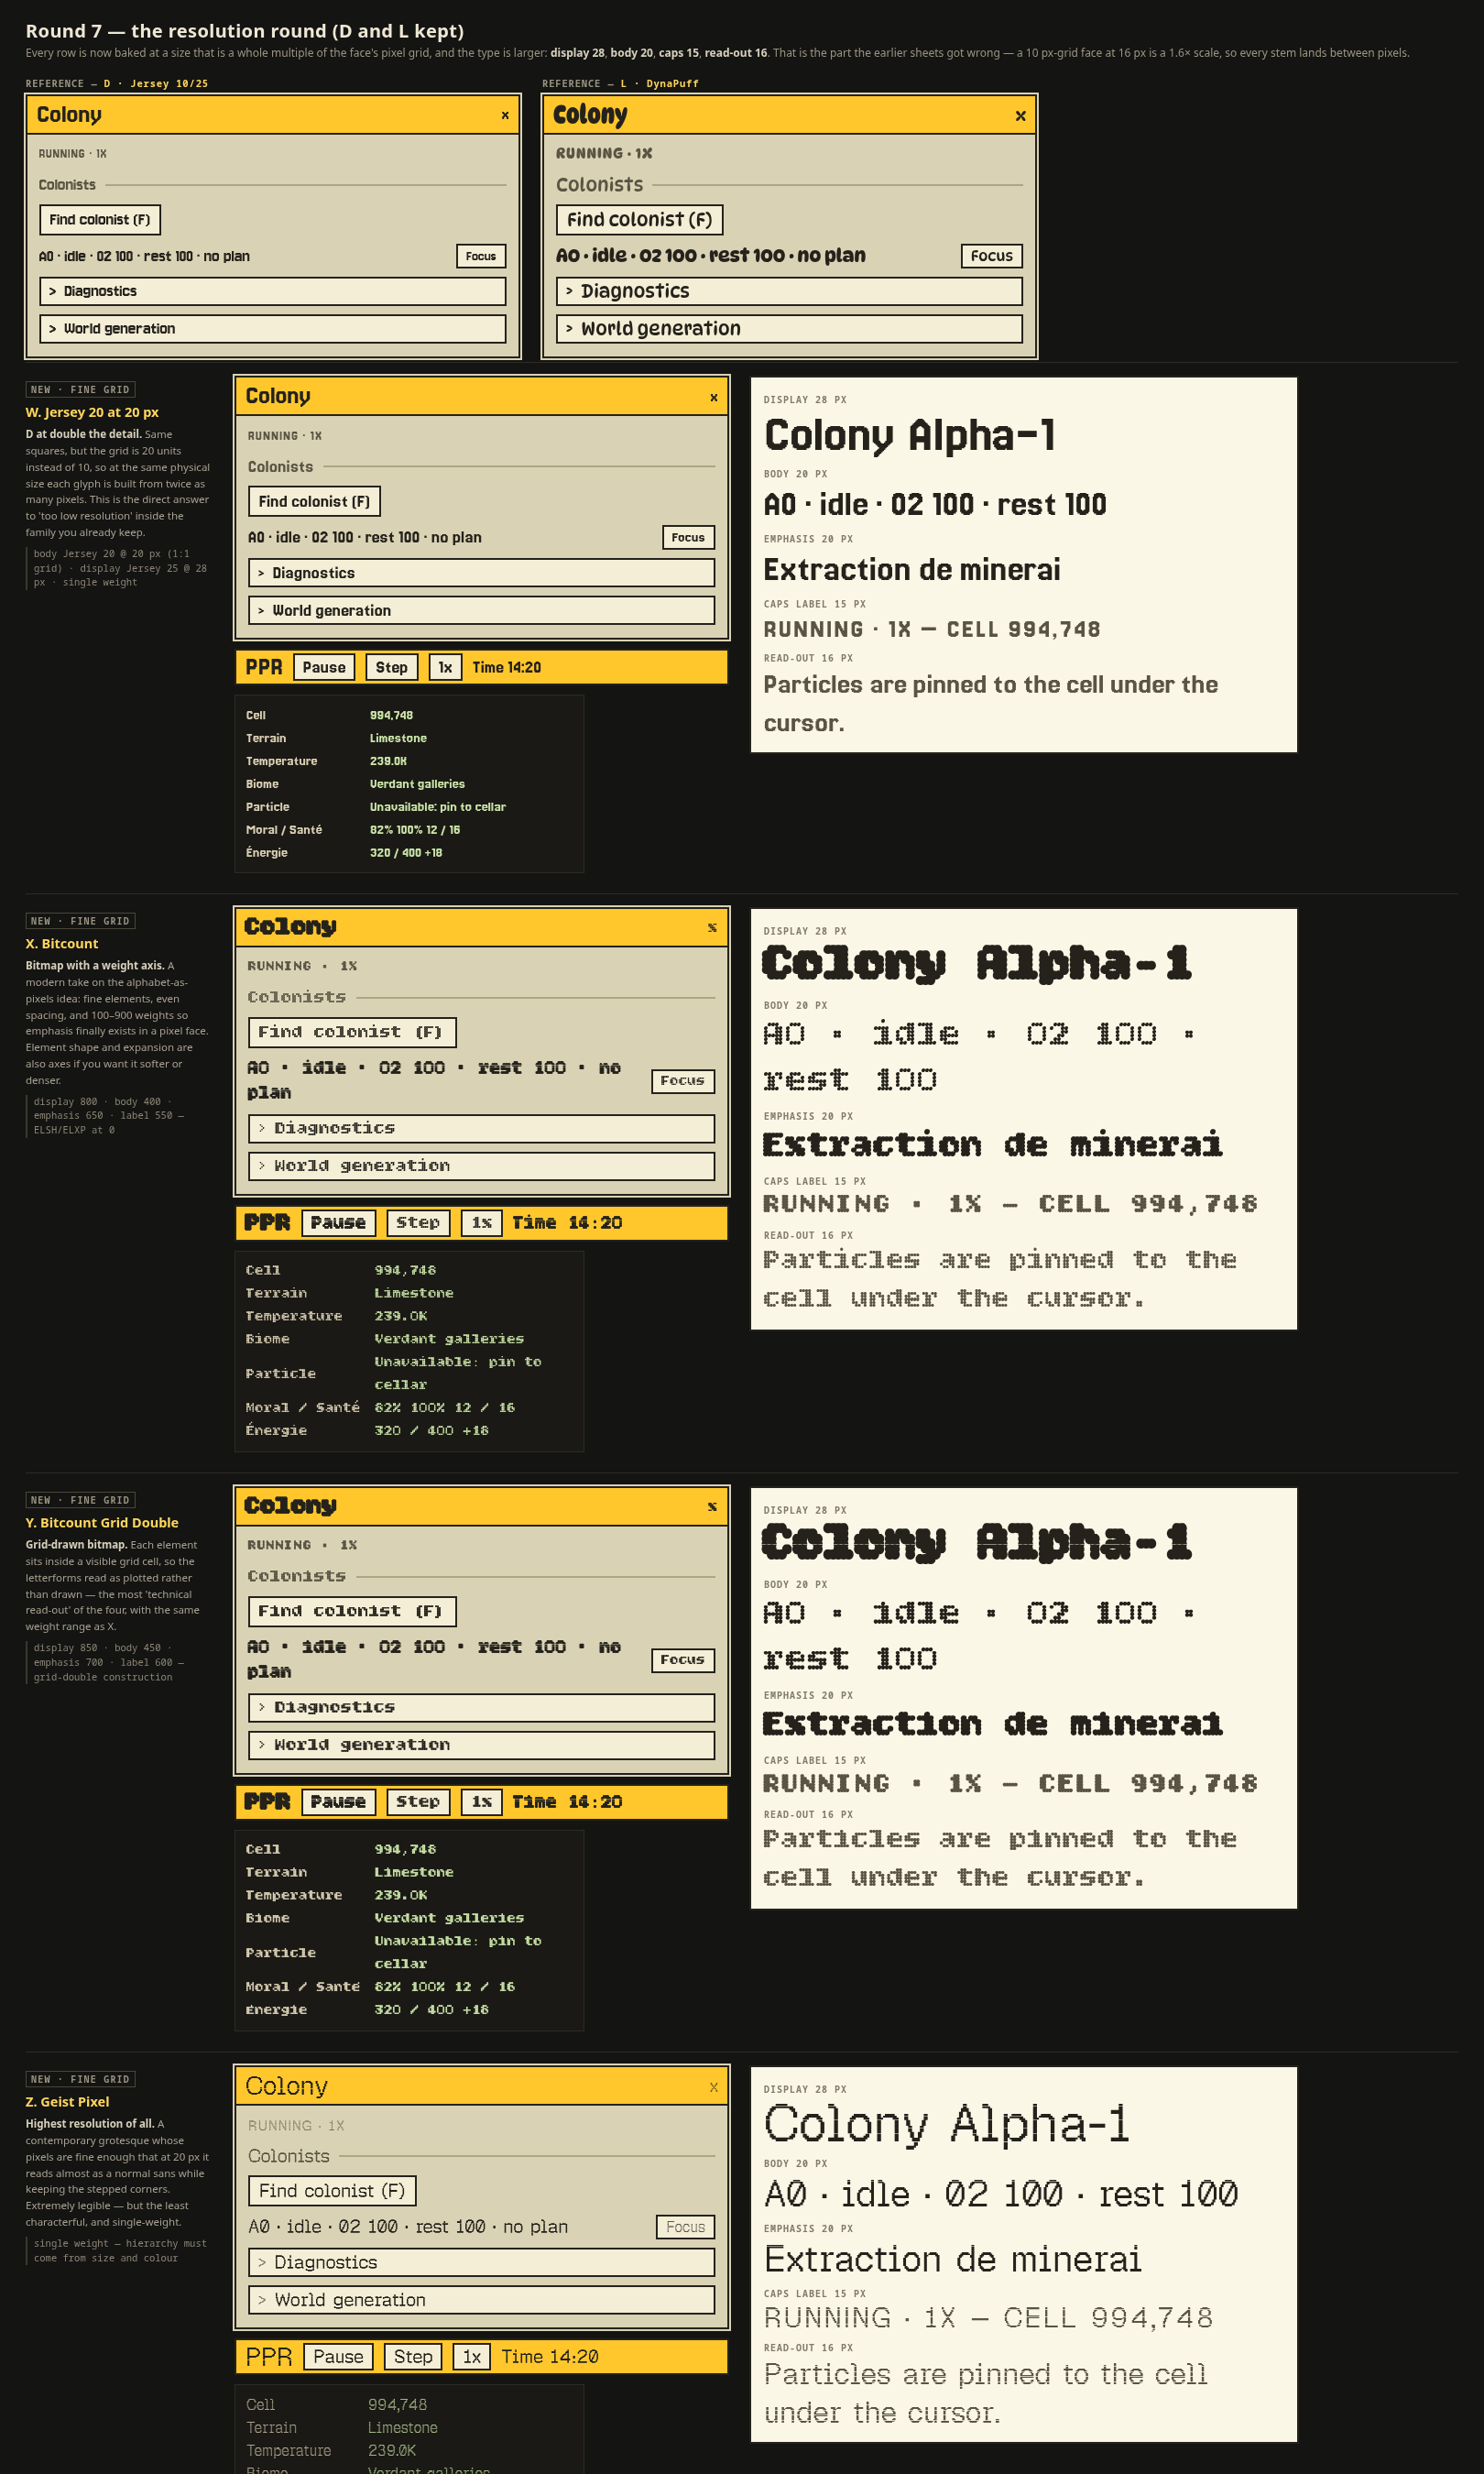 Round 7 — the resolution round (D and L kept)
Every row is now baked at a size that is a whole multiple of the face's pixel grid, and the type is larger: display 28, body 20, caps 15, read-out 16. That is the part the earlier sheets got wrong — a 10 px-grid face at 16 px is a 1.6× scale, so every stem lands between pixels.
REFERENCE — D · Jersey 10/25
Colony x
RUNNING · 1X
Colonists
Find colonist (F)
A0 · idle · O2 100 · rest 100 · no plan Focus
> Diagnostics
> World generation
REFERENCE — L · DynaPuff
Colony x
RUNNING · 1X
Colonists
Find colonist (F)
A0 · idle · O2 100 · rest 100 · no plan Focus
> Diagnostics
> World generation
NEW · FINE GRID
W. Jersey 20 at 20 px
D at double the detail. Same
squares, but the grid is 20 units
instead of 10, so at the same physical
size each glyph is built from twice as
many pixels. This is the direct answer
to 'too low resolution' inside the
family you already keep.
body Jersey 20 @ 20 px (1:1
grid) · display Jersey 25 @ 28
px · single weight
Colony x
RUNNING · 1X
Colonists
Find colonist (F)
A0 · idle · O2 100 · rest 100 · no plan Focus
> Diagnostics
> World generation
PPR Pause Step 1x Time 14:20
Cell 994,748
Terrain Limestone
Temperature 239.0K
Biome Verdant galleries
Particle Unavailable: pin to cellar
Moral / Santé 82% 100% 12 / 16
Énergie 320 / 400 +18
DISPLAY 28 PX
Colony Alpha-1
BODY 20 PX
A0 · idle · O2 100 · rest 100
EMPHASIS 20 PX
Extraction de minerai
CAPS LABEL 15 PX
RUNNING · 1X — CELL 994,748
READ-OUT 16 PX
Particles are pinned to the cell under the
cursor.
NEW · FINE GRID
X. Bitcount
Bitmap with a weight axis. A
modern take on the alphabet-as-
pixels idea: fine elements, even
spacing, and 100–900 weights so
emphasis finally exists in a pixel face.
Element shape and expansion are
also axes if you want it softer or
denser.
display 800 · body 400 ·
emphasis 650 · label 550 —
ELSH/ELXP at 0
Colony x
RUNNING · 1X
Colonists
Find colonist (F)
A0 · idle · O2 100 · rest 100 · no
plan Focus
> Diagnostics
> World generation
PPR Pause Step 1x Time 14:20
Cell 994,748
Terrain Limestone
Temperature 239.0K
Biome Verdant galleries
Particle Unavailable: pin to
cellar
Moral / Santé 82% 100% 12 / 16
Énergie 320 / 400 +18
DISPLAY 28 PX
Colony Alpha-1
BODY 20 PX
A0 · idle · O2 100 ·
rest 100
EMPHASIS 20 PX
Extraction de minerai
CAPS LABEL 15 PX
RUNNING · 1X — CELL 994,748
READ-OUT 16 PX
Particles are pinned to the
cell under the cursor.
NEW · FINE GRID
Y. Bitcount Grid Double
Grid-drawn bitmap. Each element
sits inside a visible grid cell, so the
letterforms read as plotted rather
than drawn — the most 'technical
read-out' of the four, with the same
weight range as X.
display 850 · body 450 ·
emphasis 700 · label 600 —
grid-double construction
Colony x
RUNNING · 1X
Colonists
Find colonist (F)
A0 · idle · O2 100 · rest 100 · no
plan Focus
> Diagnostics
> World generation
PPR Pause Step 1x Time 14:20
Cell 994,748
Terrain Limestone
Temperature 239.0K
Biome Verdant galleries
Particle Unavailable: pin to
cellar
Moral / Santé 82% 100% 12 / 16
Énergie 320 / 400 +18
DISPLAY 28 PX
Colony Alpha-1
BODY 20 PX
A0 · idle · O2 100 ·
rest 100
EMPHASIS 20 PX
Extraction de minerai
CAPS LABEL 15 PX
RUNNING · 1X — CELL 994,748
READ-OUT 16 PX
Particles are pinned to the
cell under the cursor.
NEW · FINE GRID
Z. Geist Pixel
Highest resolution of all. A
contemporary grotesque whose
pixels are fine enough that at 20 px it
reads almost as a normal sans while
keeping the stepped corners.
Extremely legible — but the least
characterful, and single-weight.
single weight — hierarchy must
come from size and colour
Colony x
RUNNING · 1X
Colonists
Find colonist (F)
A0 · idle · O2 100 · rest 100 · no plan Focus
> Diagnostics
> World generation
PPR Pause Step 1x Time 14:20
Cell 994,748
Terrain Limestone
Temperature 239.0K
Biome Verdant galleries
DISPLAY 28 PX
Colony Alpha-1
BODY 20 PX
A0 · idle · O2 100 · rest 100
EMPHASIS 20 PX
Extraction de minerai
CAPS LABEL 15 PX
RUNNING · 1X — CELL 994,748
READ-OUT 16 PX
Particles are pinned to the cell
under the cursor.